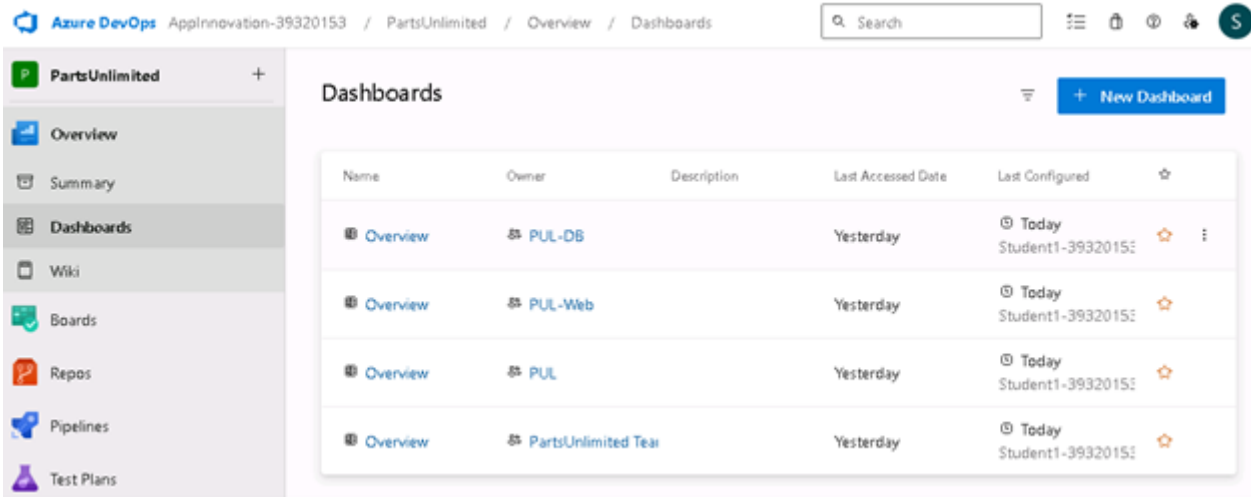 Azure DevOps AppInnovation-39320153 / PartsUnlimited / Overview / Dashboards Search S
P PartsUnlimited +
Overview
Summary
Dashboards
Wiki
Boards
Repos
Pipelines
Test Plans
Dashboards
+ New Dashboard
Name Owner Description Last Accessed Date Last Configured
Overview PUL-DB Yesterday Today
Student1-39320153
Overview PUL-Web Yesterday Today
Student1-39320153
Overview PUL Yesterday Today
Student1-39320153
Overview PartsUnlimited Tea Yesterday Today
Student1-39320153